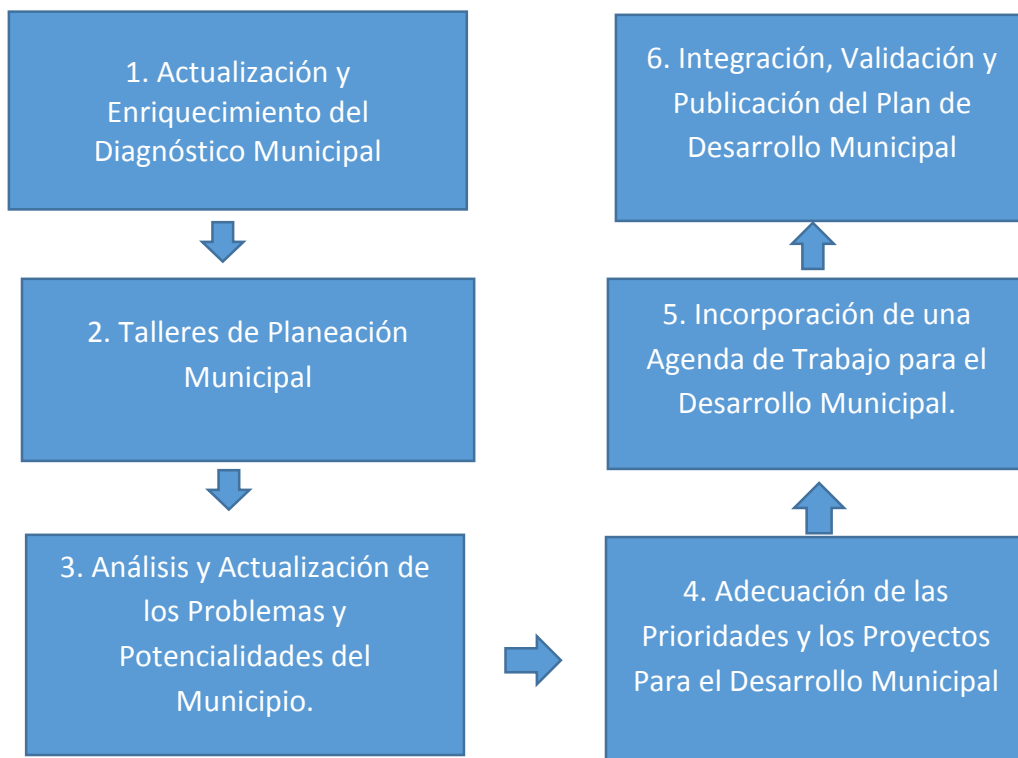 1. Actualización y
Enriquecimiento del
Diagnóstico Municipal
2. Talleres de Planeación
Municipal
3. Análisis y Actualización de
los Problemas y
Potencialidades del
Municipio.
4. Adecuación de las
Prioridades y los Proyectos
Para el Desarrollo Municipal
5. Incorporación de una
Agenda de Trabajo para el
Desarrollo Municipal.
6. Integración, Validación y
Publicación del Plan de
Desarrollo Municipal